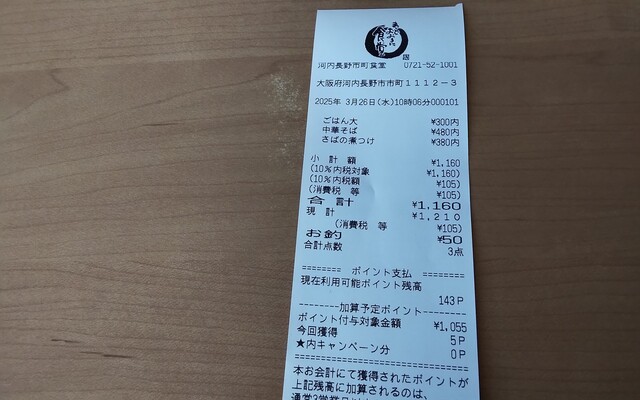 河内長野市町食堂 0721-52-1001
大阪府河内長野市市町1112-3
2025年 3月26日(水)10時06分000101
ごはん大 ¥300内
中華そば ¥480内
さばの煮つけ ¥380内
小 計 額 ¥1,160
(10%内税対象 ¥1,160)
(10%内税額 ¥105)
(消費税 等 ¥105)
合 計 ¥1,160
現 計 ¥1,210
(消費税 等 ¥105)
お釣 ¥50
合計点数 3点
======== ポイント支払 ========
現在利用可能ポイント残高
143P
--------加算予定ポイント--------
ポイント付与対象金額 ¥1,055
今回獲得 5P
★内キャンペーン分 0P
================================
本お会計にて獲得されたポイントが
上記残高に加算されるのは、